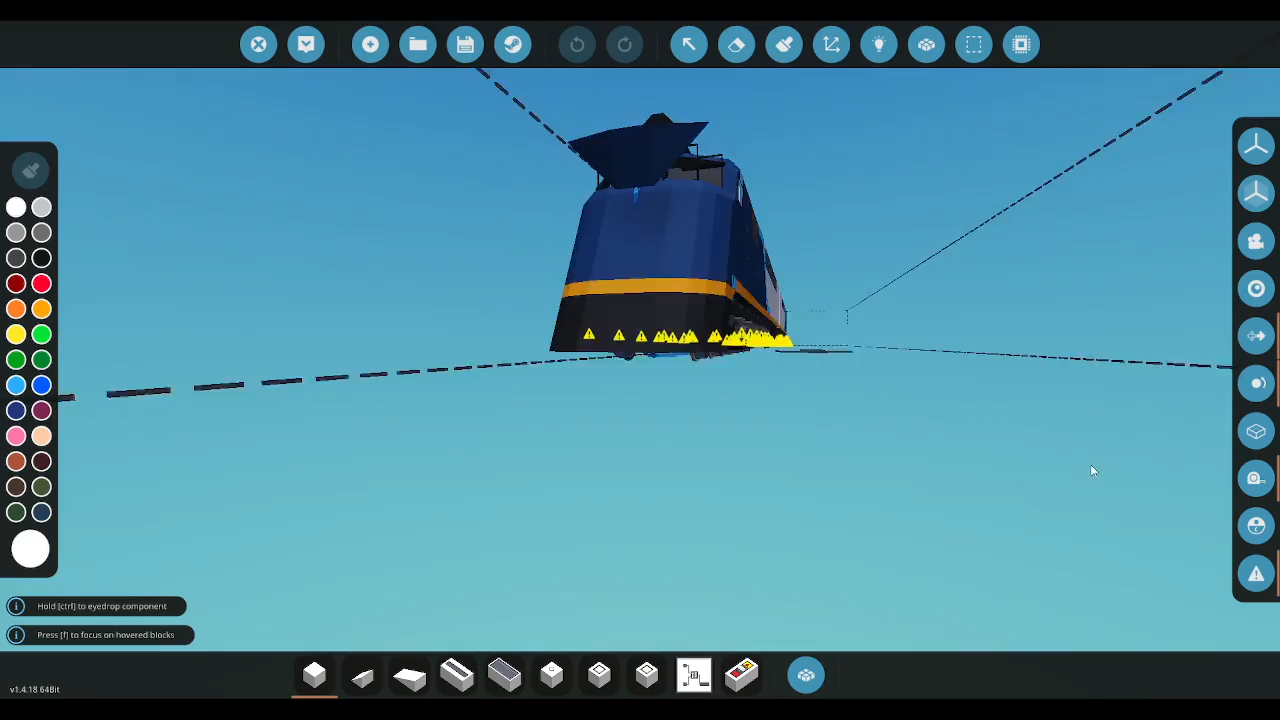 Hold [ctrl] to eyedrop component
Press [f] to focus on hovered blocks
v1.4.18 64Bit